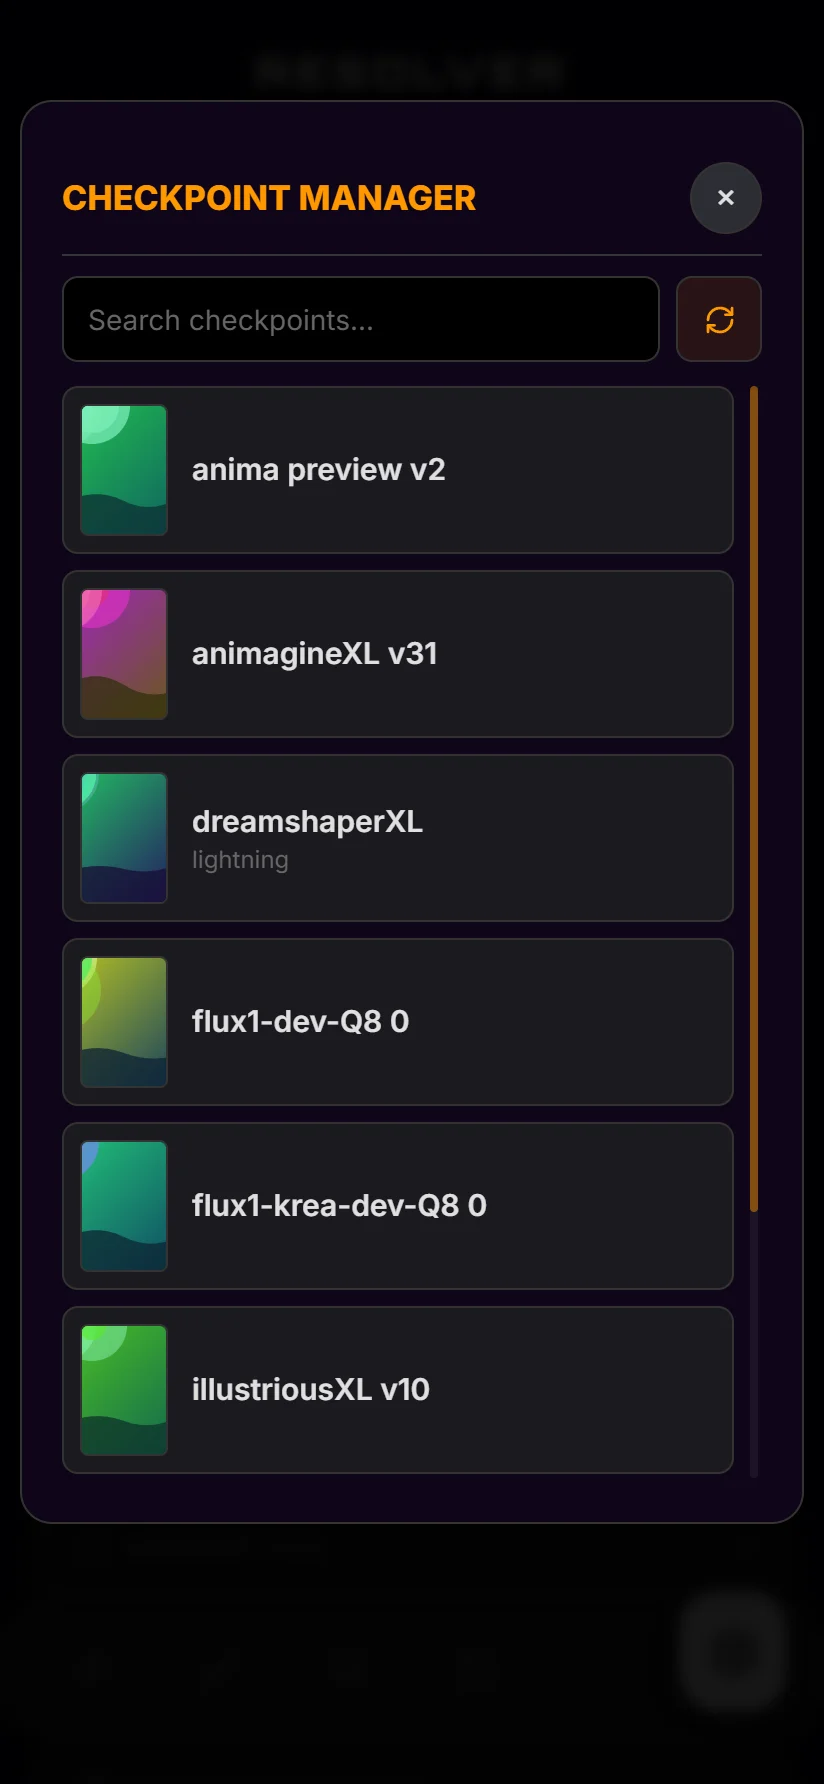 RESOLVER
CHECKPOINT MANAGER
Search checkpoints...
anima preview v2
animagineXL v31
dreamshaperXL
lightning
flux1-dev-Q8 0
flux1-krea-dev-Q8 0
illustriousXL v10